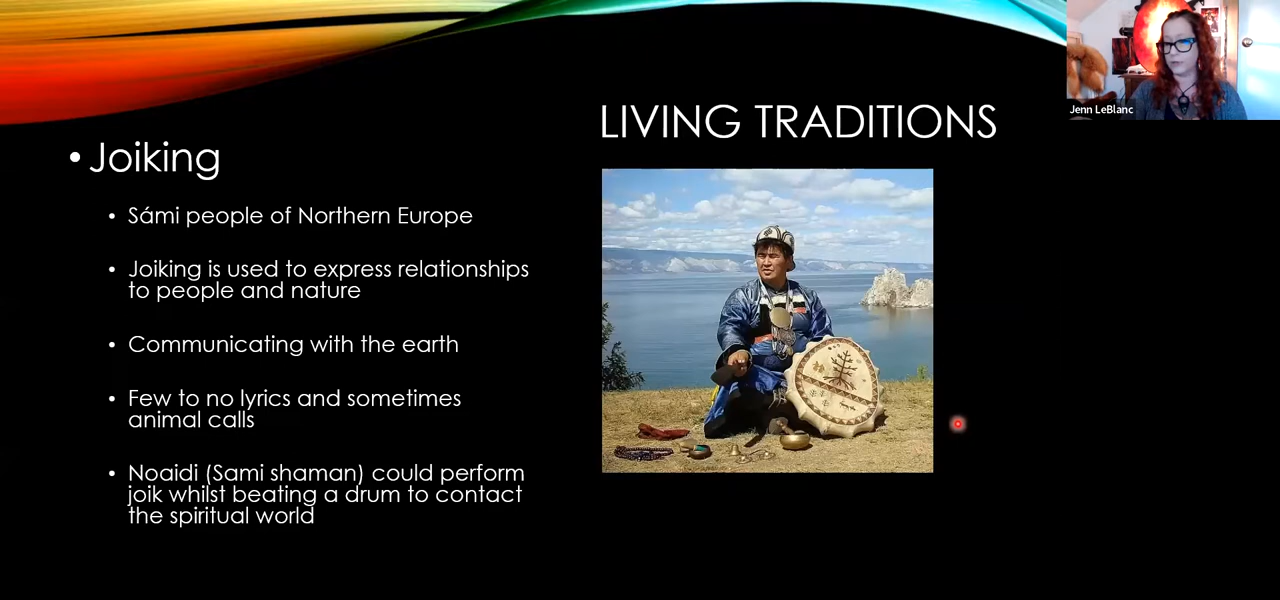 LIVING TRADITIONS
Jenn LeBlanc
• Joiking
• Sámi people of Northern Europe
• Joiking is used to express relationships
to people and nature
• Communicating with the earth
• Few to no lyrics and sometimes
animal calls
• Noaidi (Sami shaman) could perform
joik whilst beating a drum to contact
the spiritual world